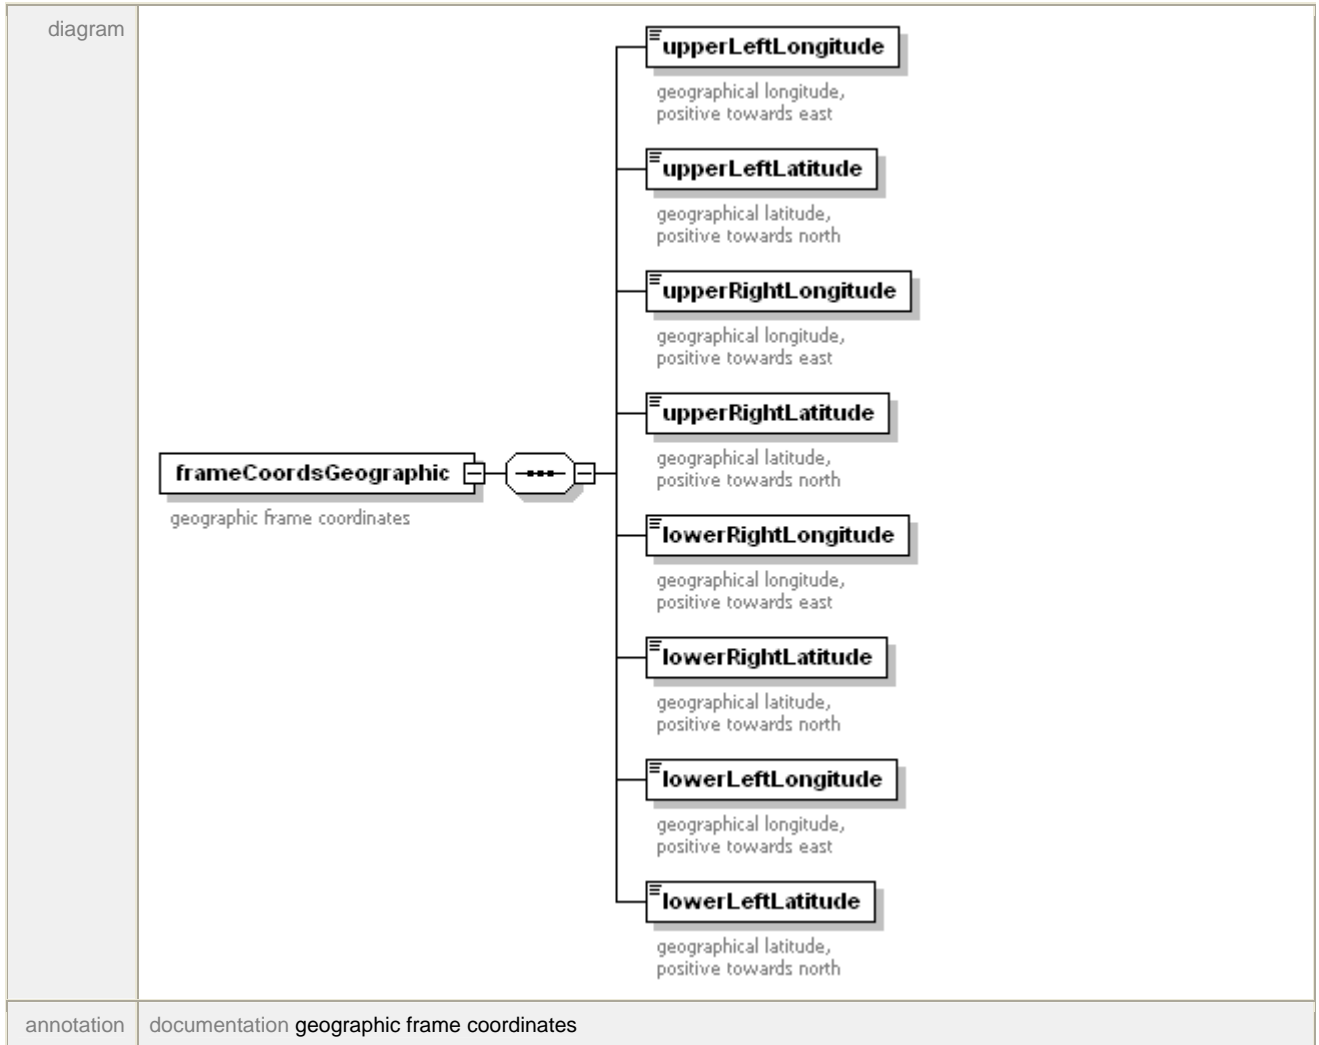 diagram
upperLeftLongitude
geographical longitude,
positive towards east
upperLeftLatitude
geographical latitude,
positive towards north
upperRightLongitude
geographical longitude,
positive towards east
upperRightLatitude
geographical latitude,
positive towards north
frameCoordsGeographic
geographic frame coordinates
lowerRightLongitude
geographical longitude,
positive towards east
lowerRightLatitude
geographical latitude,
positive towards north
lowerLeftLongitude
geographical longitude,
positive towards east
lowerLeftLatitude
geographical latitude,
positive towards north
annotation
documentation geographic frame coordinates